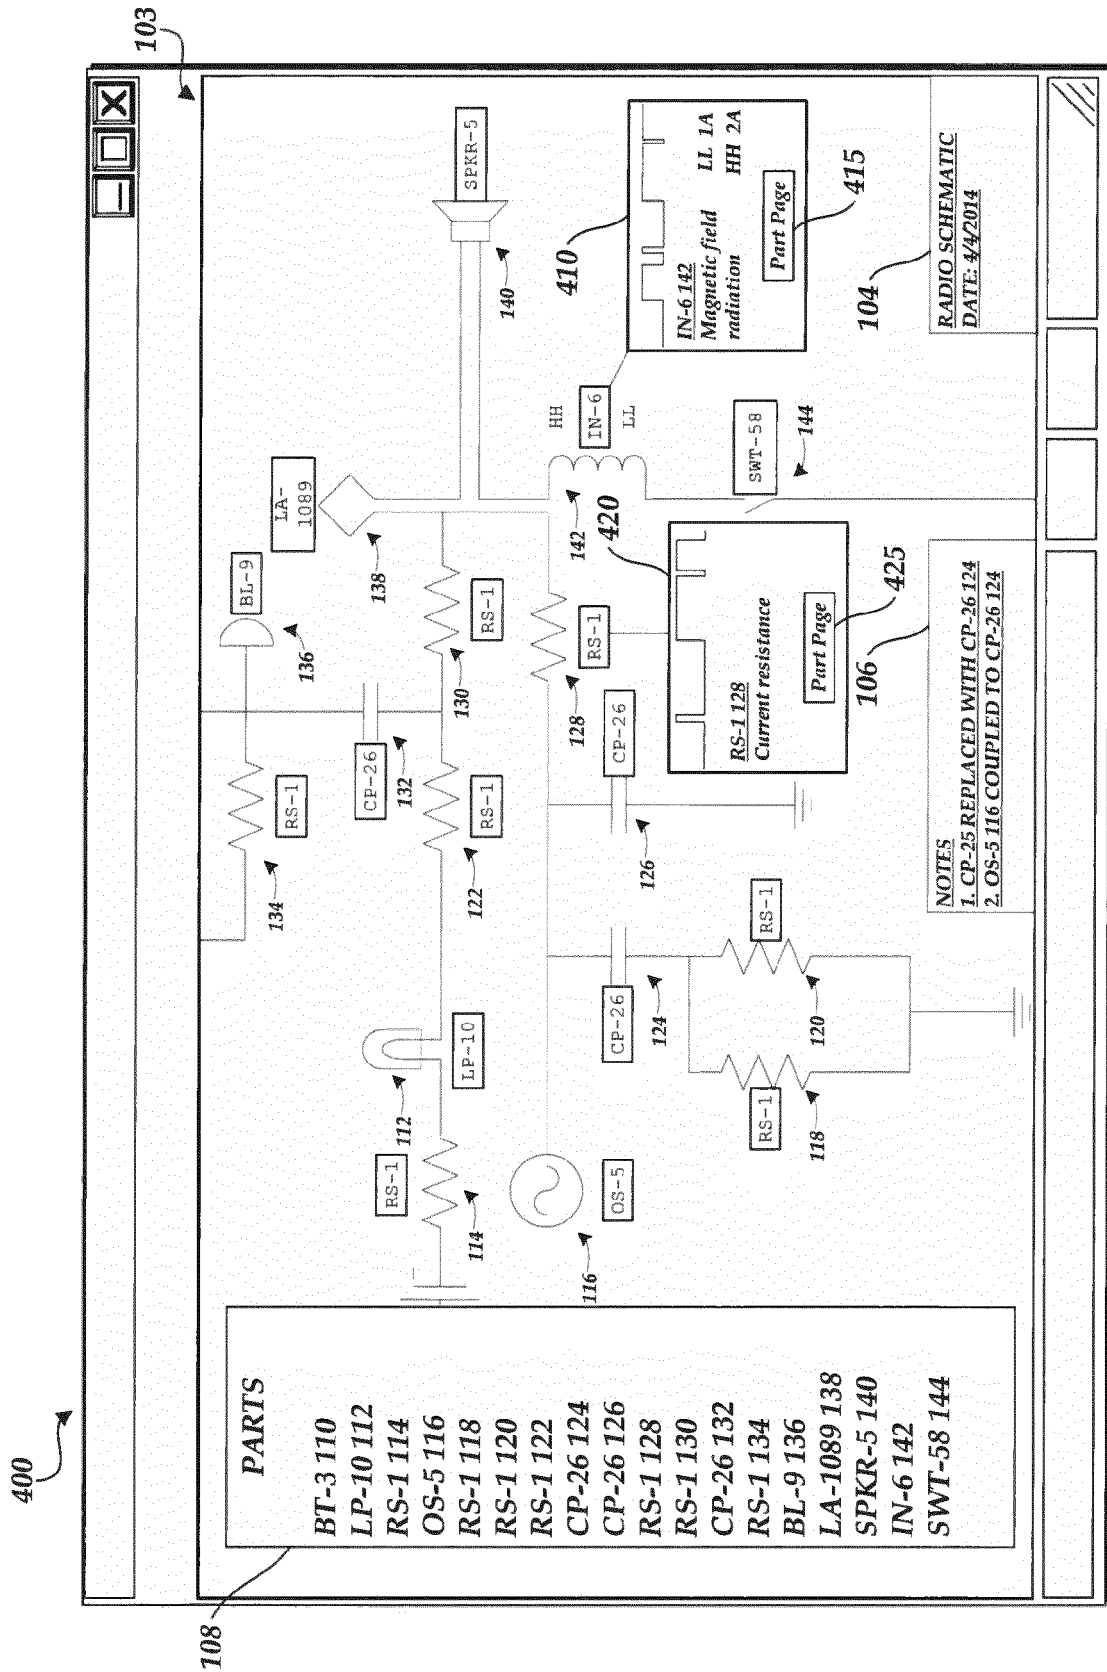 400
103
108
PARTS
BT-3 110
LP-10 112
RS-1 114
OS-5 116
RS-1 118
RS-1 120
RS-1 122
CP-26 124
CP-26 126
RS-1 128
RS-1 130
CP-26 132
RS-1 134
BL-9 136
LA-1089 138
SPKR-5 140
IN-6 142
SWT-58 144
RS-1
134
BL-9
136
LA-
1089
138
CP-26
132
RS-1
114
112
LP-10
RS-1
122
RS-1
130
SPKR-5
140
116
OS-5
RS-1
128
142
HH
IN-6
LL
CP-26
124
CP-26
126
RS-1
118
RS-1
120
SWT-58
144
410
IN-6 142
Magnetic field
radiation
LL 1A
HH 2A
Part Page
415
420
RS-1 128
Current resistance
Part Page
425
106
NOTES
1. CP-25 REPLACED WITH CP-26 124
2. OS-5 116 COUPLED TO CP-26 124
104
RADIO SCHEMATIC
DATE: 4/4/2014